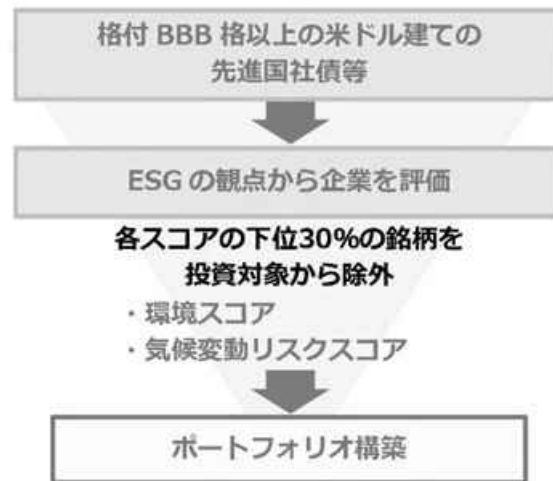 格付 BBB 格以上の米ドル建ての
先進国社債等
ESG の観点から企業を評価
各スコアの下位30%の銘柄を
投資対象から除外
・環境スコア
・気候変動リスクスコア
ポートフォリオ構築